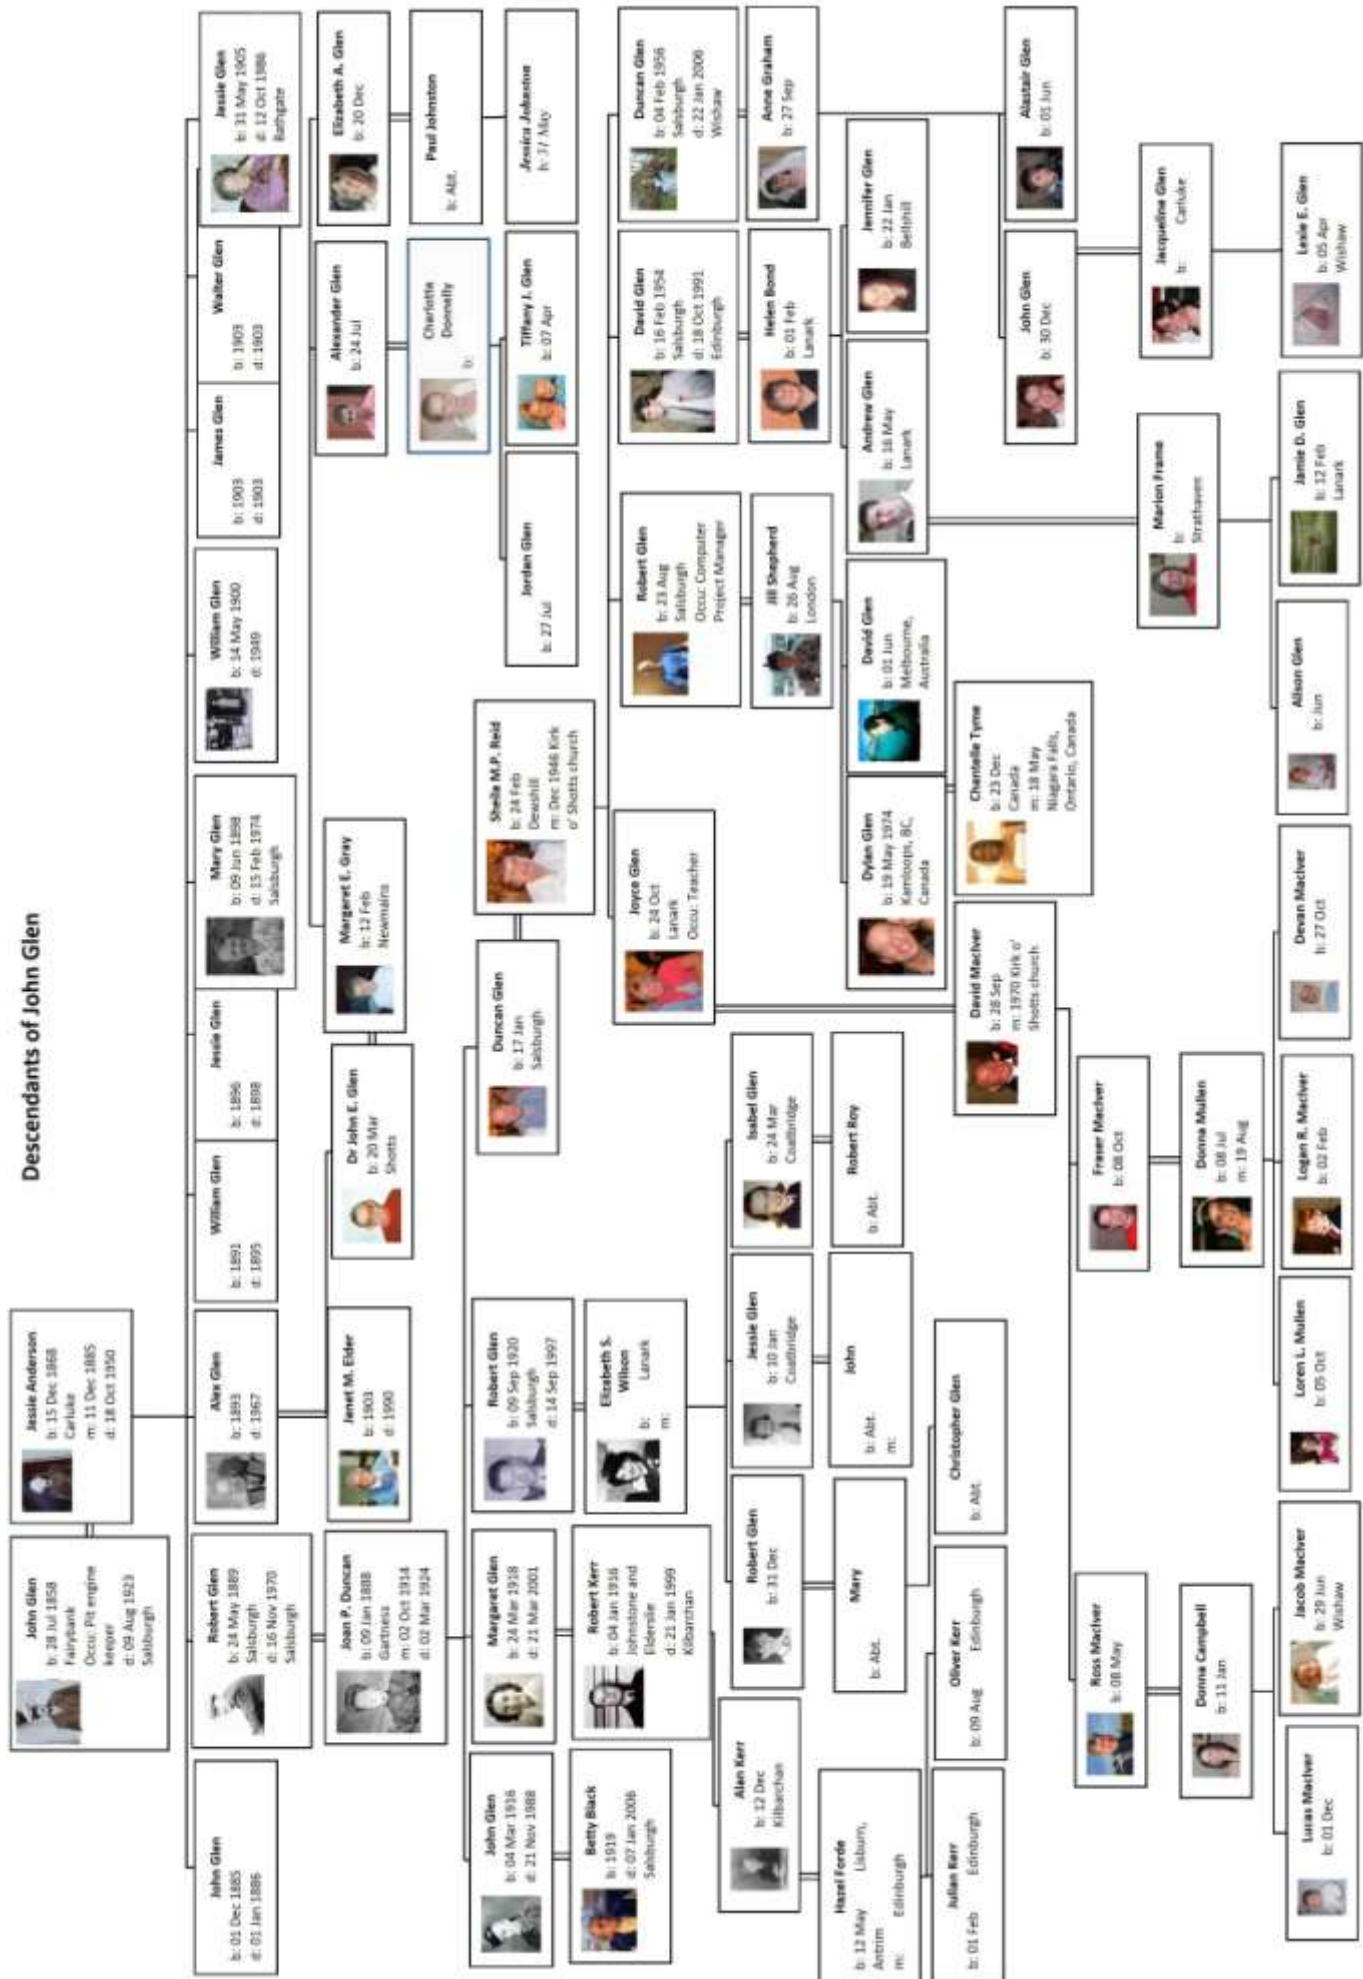 Descendants of John Glen
John Glen
b: 28 Jul 1858
Fairybank
Occu: Pit engine
keeper
d: 09 Aug 1923
Salsburgh
Jessie Anderson
b: 15 Dec 1868
Carluke
m: 11 Dec 1885
d: 18 Oct 1950
John Glen
b: 01 Dec 1885
d: 01 Jan 1886
Robert Glen
b: 24 May 1889
Salsburgh
d: 16 Nov 1970
Salsburgh
Alex Glen
b: 1893
d: 1967
William Glen
b: 1891
d: 1895
Jessie Glen
b: 1896
d: 1898
Mary Glen
b: 09 Jun 1898
d: 15 Feb 1974
Salsburgh
William Glen
b: 14 May 1900
d: 1949
James Glen
b: 1903
d: 1903
Walter Glen
b: 1903
d: 1903
Jessie Glen
b: 31 May 1905
d: 12 Oct 1986
Bathgate
Joan P. Duncan
b: 09 Jan 1888
Gartness
m: 02 Oct 1914
d: 02 Mar 1924
Janet M. Elder
b: 1903
d: 1990
Dr John E. Glen
b: 20 Mar
Shotts
Margaret E. Gray
b: 12 Feb
Newmains
Alexander Glen
b: 24 Jul
Elizabeth A. Glen
b: 20 Dec
Charlotta
Donnally
b:
Paul Johnston
b: Abt.
Jordan Glen
b: 27 Jul
Tiffany J. Glen
b: 07 Apr
Jessica Johnston
b: 31 May
John Glen
b: 04 Mar 1916
d: 21 Nov 1988
Margaret Glen
b: 24 Mar 1918
d: 21 Mar 2001
Robert Glen
b: 09 Sep 1920
Salsburgh
d: 14 Sep 1997
Duncan Glen
b: 17 Jan
Salsburgh
Sheila M.P. Reid
b: 24 Feb
Dewshill
m: Dec 1946 Kirk
o' Shotts church
Betty Black
b: 1919
d: 07 Jan 2006
Salsburgh
Robert Kerr
b: 04 Jan 1916
Johnstone and
Elderslie
d: 21 Jun 1999
Kilbarchan
Elizabeth S.
Wilson
b: Lanark
m:
Joyce Glen
b: 24 Oct
Lanark
Occu: Teacher
Robert Glen
b: 23 Aug
Salsburgh
Occu: Computer
Project Manager
David Glen
b: 16 Feb 1954
Salsburgh
d: 18 Oct 1991
Edinburgh
Duncan Glen
b: 04 Feb 1956
Salsburgh
d: 22 Jan 2006
Wishaw
Alan Kerr
b: 12 Dec
Kilbarchan
Robert Glen
b: 31 Dec
Jessie Glen
b: 10 Jan
Coatbridge
Isabel Glen
b: 24 Mar
Coatbridge
Jill Shepherd
b: 26 Aug
London
Helen Bond
b: 01 Feb
Lanark
Anne Graham
b: 27 Sep
Hazel Forde
b: 12 May Lisburn,
Antrim
m: Edinburgh
Mary
b: Abt.
John
b: Abt.
m:
Robert Roy
b: Abt.
Dylan Glen
b: 19 May 1974
Kamloops, BC,
Canada
David Glen
b: 01 Jun
Melbourne,
Australia
Andrew Glen
b: 16 May
Lanark
Jennifer Glen
b: 22 Jan
Bellshill
Julian Kerr
b: 01 Feb Edinburgh
Oliver Kerr
b: 09 Aug Edinburgh
Christopher Glen
b: Abt.
David MacIver
b: 28 Sep
m: 1970 Kirk o'
Shotts church
Chantelle Tyme
b: 23 Dec
Canada
m: 18 May
Niagara Falls,
Ontario, Canada
John Glen
b: 30 Dec
Alastair Glen
b: 01 Jun
Ross MacIver
b: 08 May
Fraser MacIver
b: 08 Oct
Marion Frame
b:
Strathaven
Jacqueline Glen
b: Carluke
Donna Campbell
b: 11 Jan
Donna Mullen
b: 08 Jul
m: 19 Aug
Lucas MacIver
b: 01 Dec
Jacob MacIver
b: 29 Jun
Wishaw
Loren L. Mullen
b: 05 Oct
Logan R. MacIver
b: 02 Feb
Devan MacIver
b: 27 Oct
Alison Glen
b: Jun
Jamie D. Glen
b: 12 Feb
Lanark
Lexie E. Glen
b: 05 Apr
Wishaw